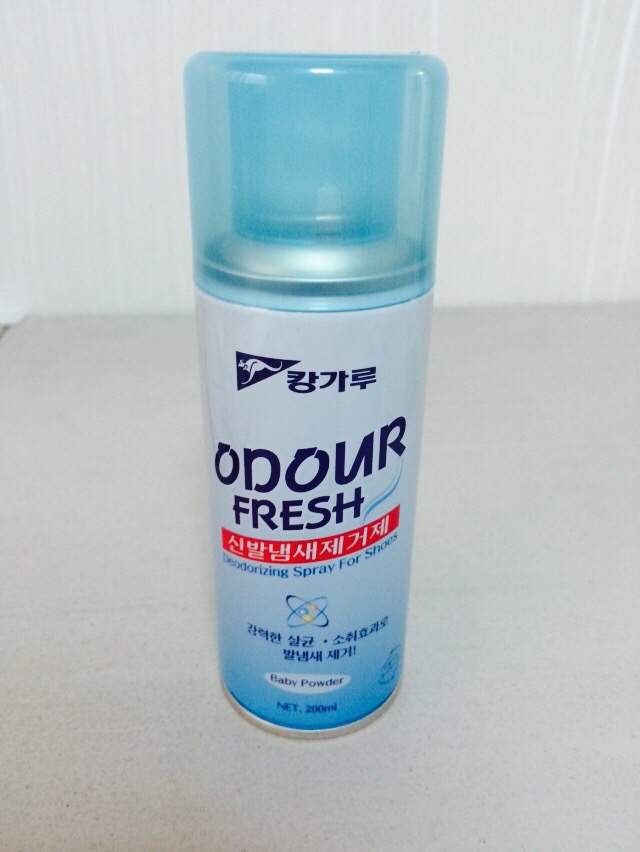 캉가루
ODOUR
FRESH
신발냄새제거제
Deodorizing Spray For Shoes
강력한 살균 · 소취효과로
발냄새 제거!
Baby Powder
NET. 200ml